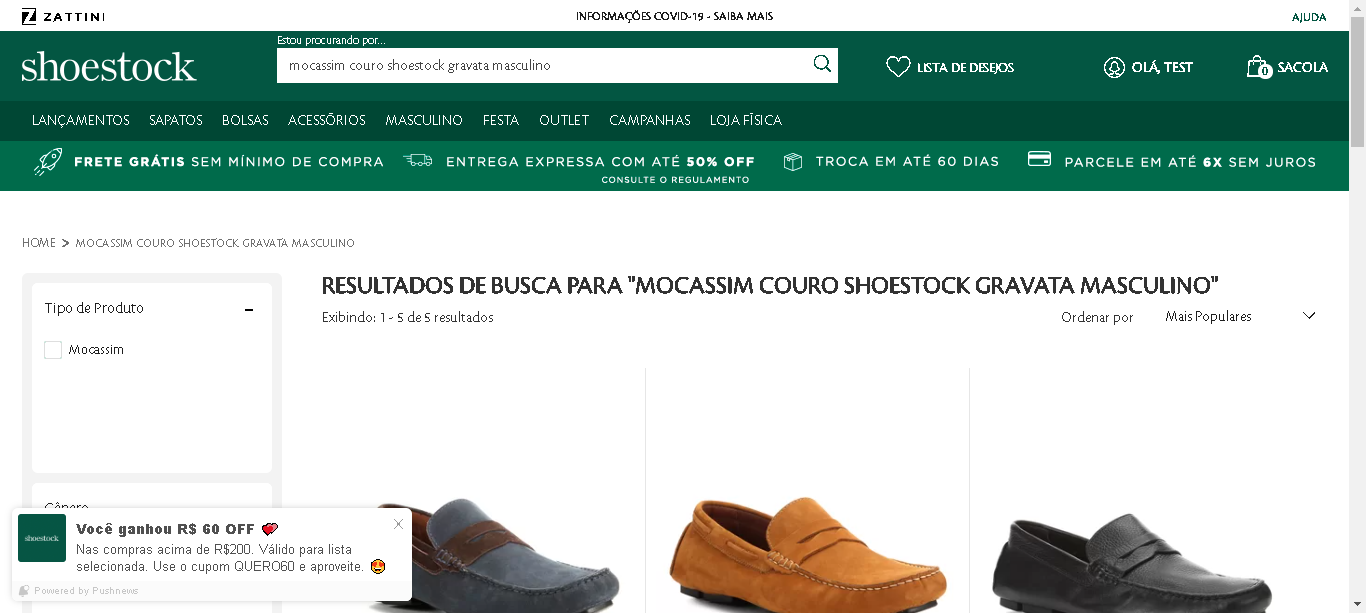 ZATTINI
INFORMAÇÕES COVID-19 - SAIBA MAIS
AJUDA
shoestock
Estou procurando por...
mocassim couro shoestock gravata masculino
LISTA DE DESEJOS
OLÁ, TEST
0
SACOLA
LANÇAMENTOS SAPATOS BOLSAS ACESSÓRIOS MASCULINO FESTA OUTLET CAMPANHAS LOJA FÍSICA
FRETE GRÁTIS SEM MÍNIMO DE COMPRA
ENTREGA EXPRESSA COM ATÉ 50% OFF
CONSULTE O REGULAMENTO
TROCA EM ATÉ 60 DIAS
PARCELE EM ATÉ 6X SEM JUROS
HOME > MOCASSIM COURO SHOESTOCK GRAVATA MASCULINO
Tipo de Produto
Mocassim
Gênero
RESULTADOS DE BUSCA PARA "MOCASSIM COURO SHOESTOCK GRAVATA MASCULINO"
Exibindo: 1 - 5 de 5 resultados
Ordenar por Mais Populares
shoestock
Você ganhou R$ 60 OFF 💘
Nas compras acima de R$200. Válido para lista
selecionada. Use o cupom QUERO60 e aproveite. 😍
Powered by Pushnews